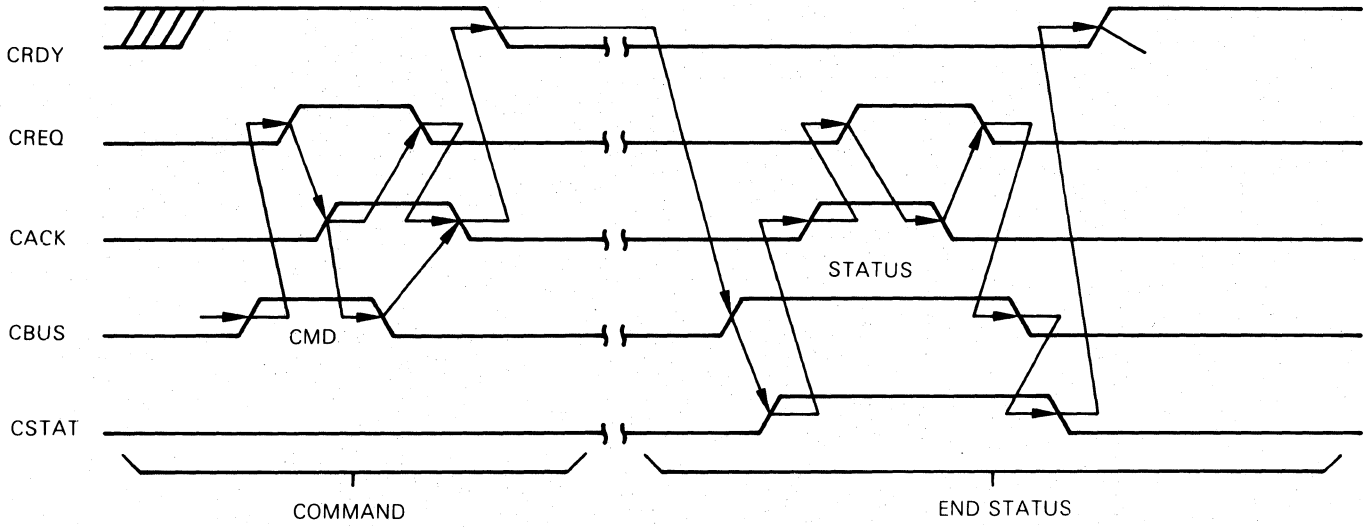 CRDY
CREQ
CACK
STATUS
CBUS
CMD
CSTAT
COMMAND
END STATUS